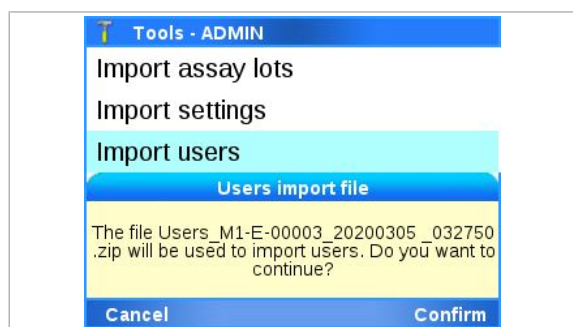 Tools - ADMIN
Import assay lots
Import settings
Import users
Users import file
The file Users_M1-E-00003_20200305 _032750
.zip will be used to import users. Do you want to
continue?
Cancel Confirm